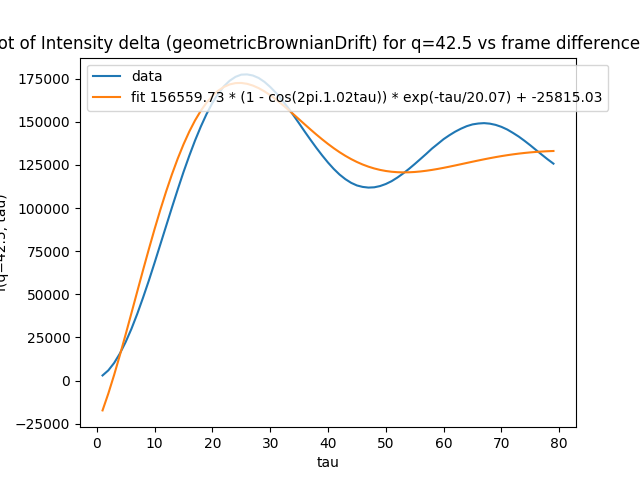 ot of Intensity delta (geometricBrownianDrift) for q=42.5 vs frame difference
data
fit 156559.73 * (1 - cos(2pi.1.02tau)) * exp(-tau/20.07) + -25815.03
175000
150000
125000
100000
75000
50000
25000
0
−25000
(q=42.5, tau)
0 10 20 30 40 50 60 70 80
tau